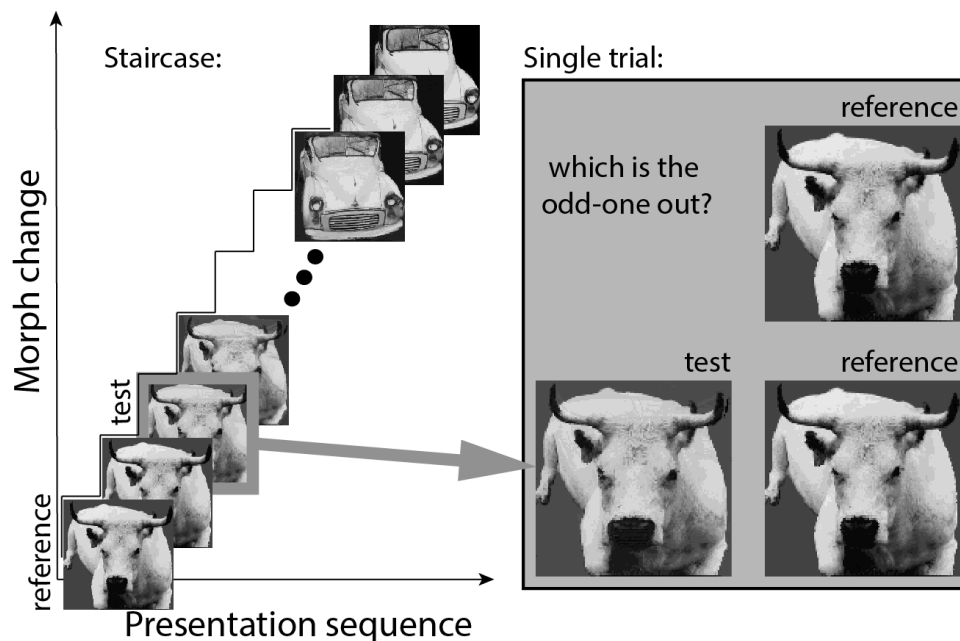 Staircase:
Morph change
reference
test
Presentation sequence
Single trial:
reference
which is the
odd-one out?
test
reference